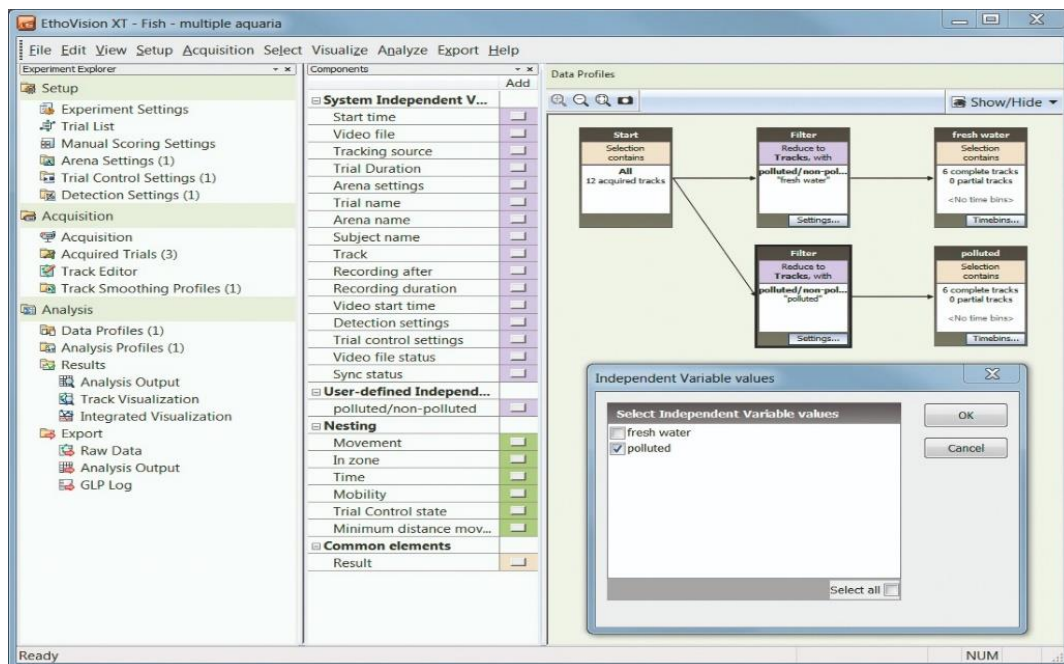 EthoVision XT - Fish - multiple aquaria
File Edit View Setup Acquisition Select Visualize Analyze Export Help
Experiment Explorer
Setup
Experiment Settings
Trial List
Manual Scoring Settings
Arena Settings (1)
Trial Control Settings (1)
Detection Settings (1)
Acquisition
Acquisition
Acquired Trials (3)
Track Editor
Track Smoothing Profiles (1)
Analysis
Data Profiles (1)
Analysis Profiles (1)
Results
Analysis Output
Track Visualization
Integrated Visualization
Export
Raw Data
Analysis Output
GLP Log
Components
Add
System Independent V...
Start time
Video file
Tracking source
Trial Duration
Arena settings
Trial name
Arena name
Subject name
Track
Recording after
Recording duration
Video start time
Detection settings
Trial control settings
Video file status
Sync status
User-defined Independ...
polluted/non-polluted
Nesting
Movement
In zone
Time
Mobility
Trial Control state
Minimum distance mov...
Common elements
Result
Data Profiles
Show/Hide
Start
Selection
contains
All
12 acquired tracks
Filter
Reduce to
Tracks, with
polluted/non-pol...
"fresh water"
Settings...
fresh water
Selection
contains
6 complete tracks
0 partial tracks
<No time bins>
Timebins...
Filter
Reduce to
Tracks, with
polluted/non-pol...
"polluted"
Settings...
polluted
Selection
contains
6 complete tracks
0 partial tracks
<No time bins>
Timebins...
Independent Variable values
Select Independent Variable values
fresh water
polluted
Select all
OK
Cancel
Ready
NUM